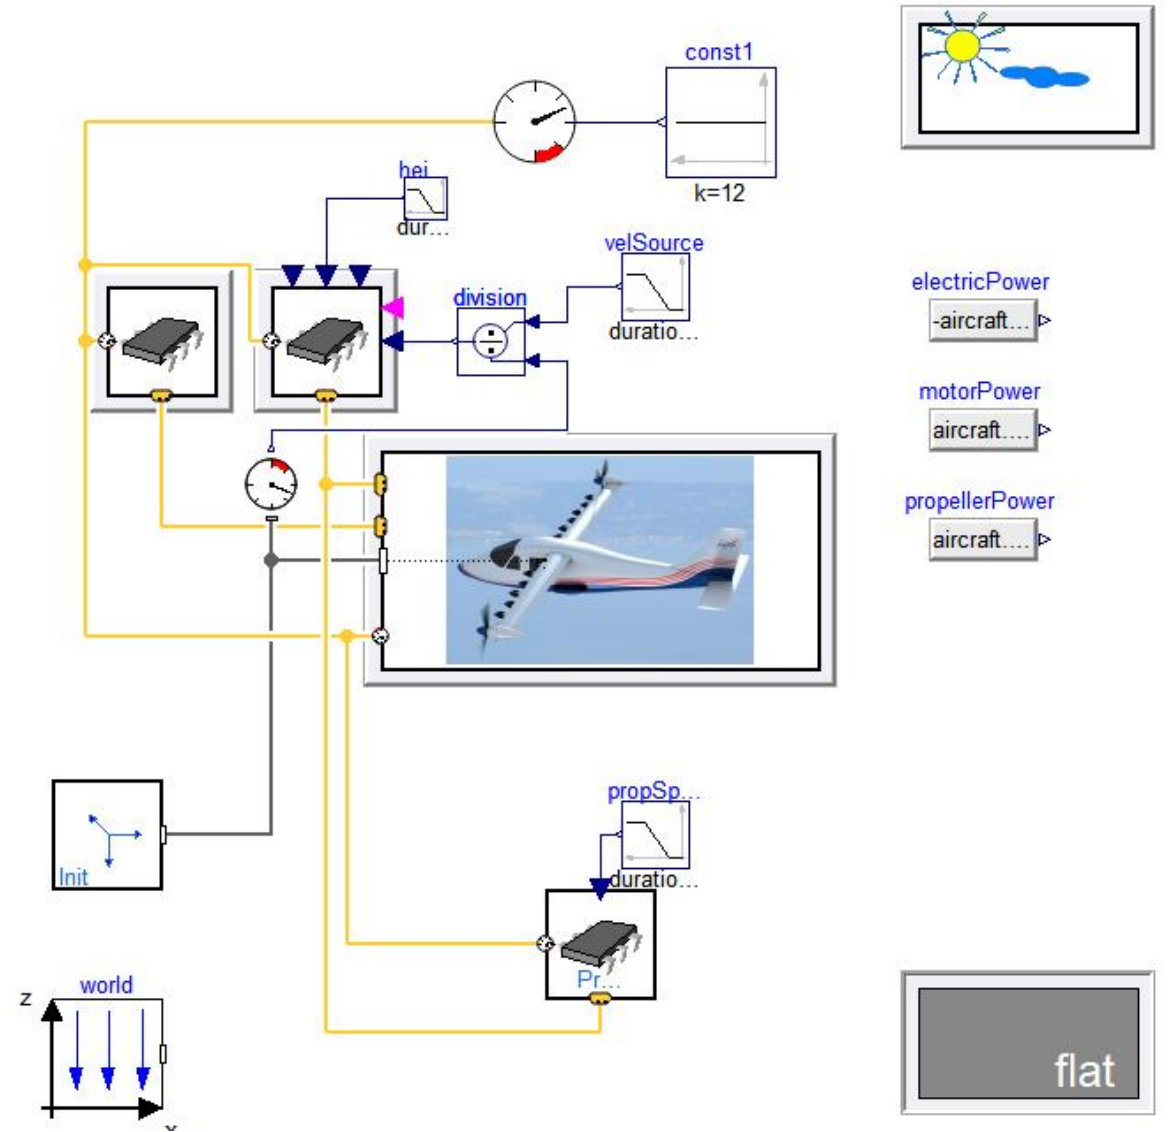 const1
k=12
hei
dur...
velSource
division
duratio...
electricPower
-aircraft...
motorPower
aircraft....
propellerPower
aircraft....
propSp...
duratio...
Init
Pr...
world
z
x
flat